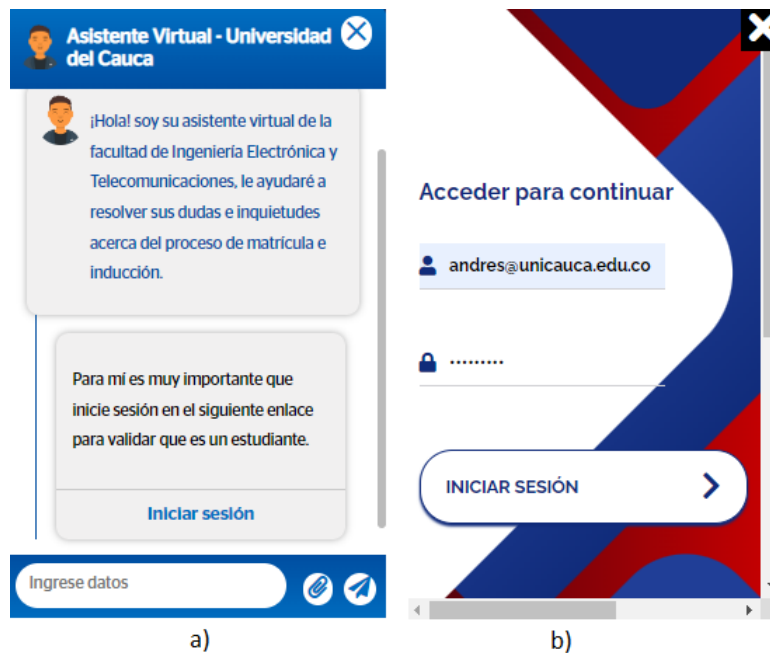 Asistente Virtual - Universidad
del Cauca
¡Hola! soy su asistente virtual de la
facultad de Ingeniería Electrónica y
Telecomunicaciones, le ayudaré a
resolver sus dudas e inquietudes
acerca del proceso de matrícula e
inducción.
Para mí es muy importante que
inicie sesión en el siguiente enlace
para validar que es un estudiante.
Iniciar sesión
Ingrese datos
a)
Acceder para continuar
andres@unicauca.edu.co
·········
INICIAR SESIÓN
b)